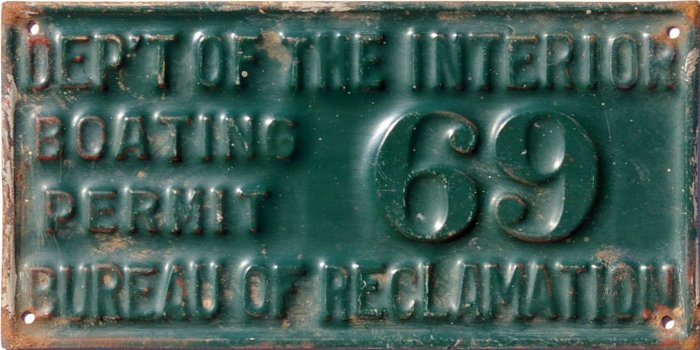 DEP'T OF THE INTERIOR
BOATING
PERMIT
69
BUREAU OF RECLAMATION